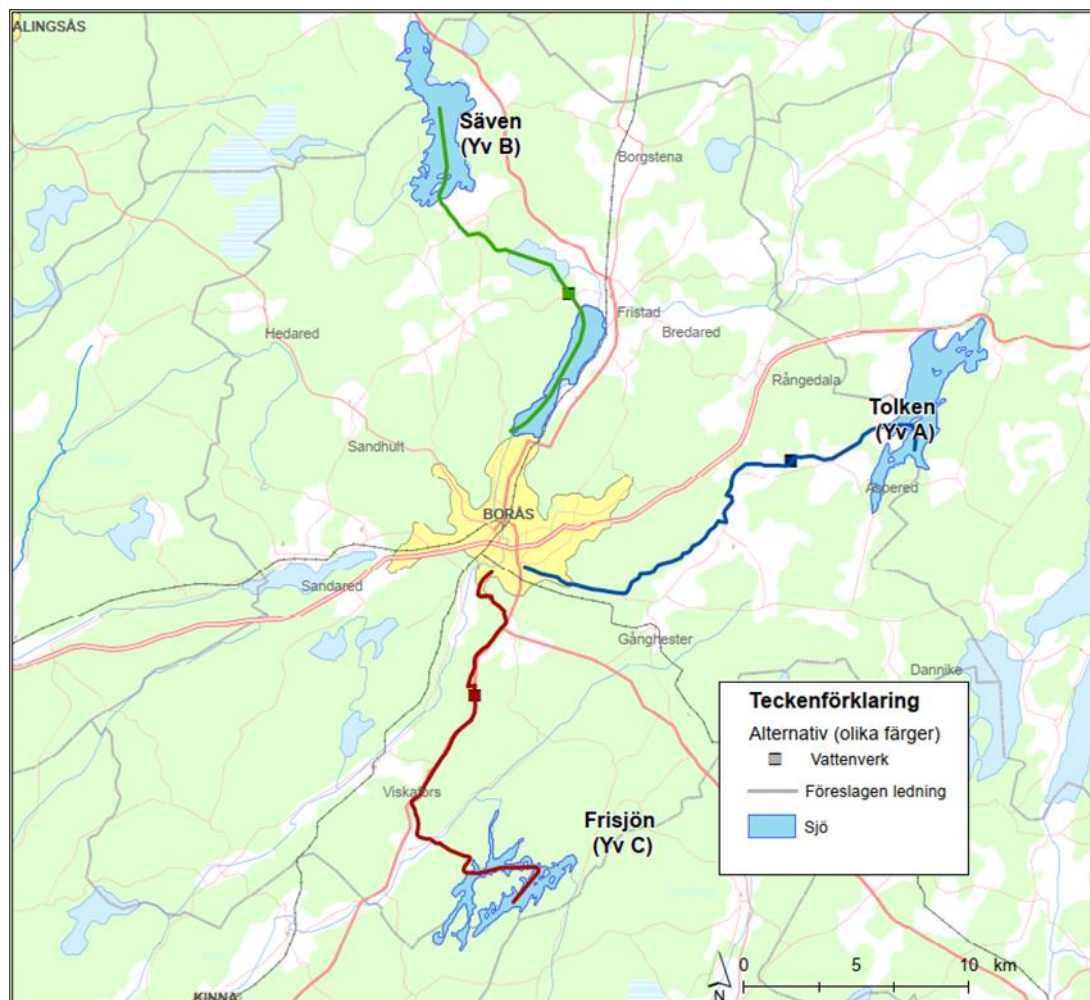 ALINGSÅS
Säven
(Yv B)
Borgstena
Fristad
Bredared
Hedared
Rångedala
Tolken
(Yv A)
Sandhult
Aspered
BORÅS
Sandared
Gånghester
Dannike
Teckenförklaring
Alternativ (olika färger)
Vattenverk
Föreslagen ledning
Sjö
Viskafors
Frisjön
(Yv C)
0 5 10 km
N
KINNA